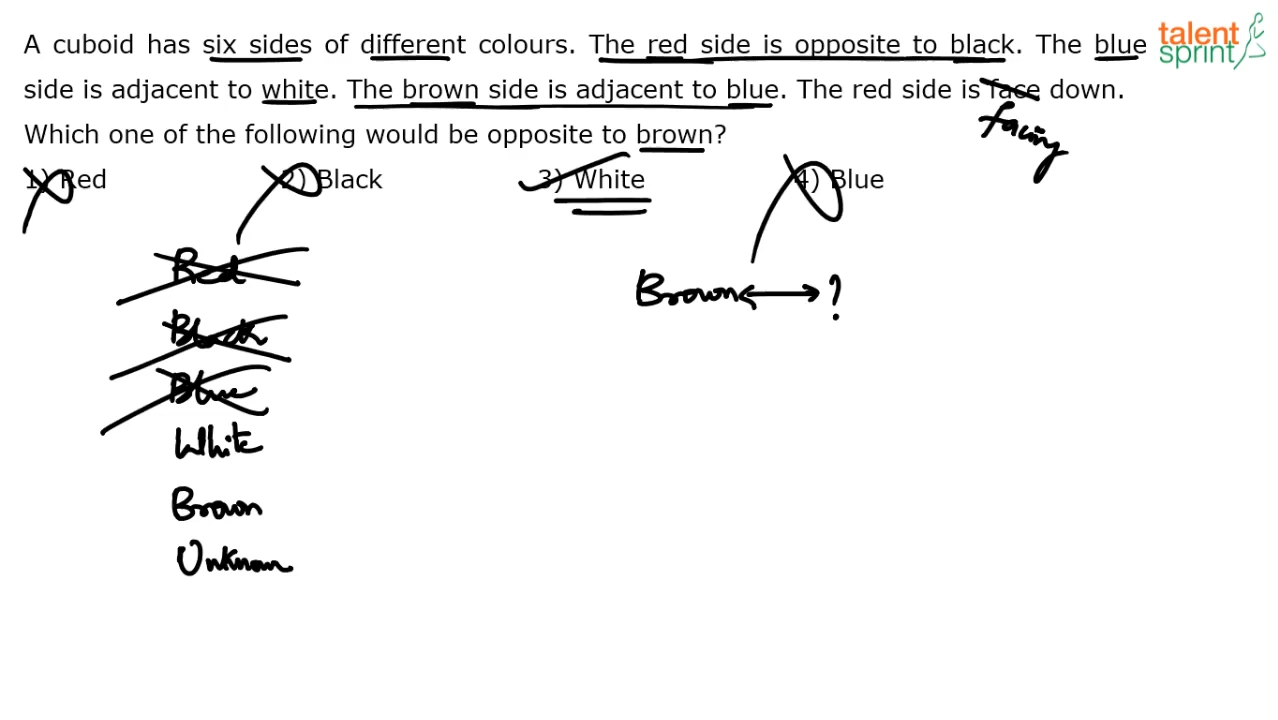 talent
sprint
A cuboid has six sides of different colours. The red side is opposite to black. The blue
side is adjacent to white. The brown side is adjacent to blue. The red side is face down.
facing
Which one of the following would be opposite to brown?
1) Red 2) Black 3) White 4) Blue
Red
Brown ↔ ?
Black
Blue
White
Brown
Unknown